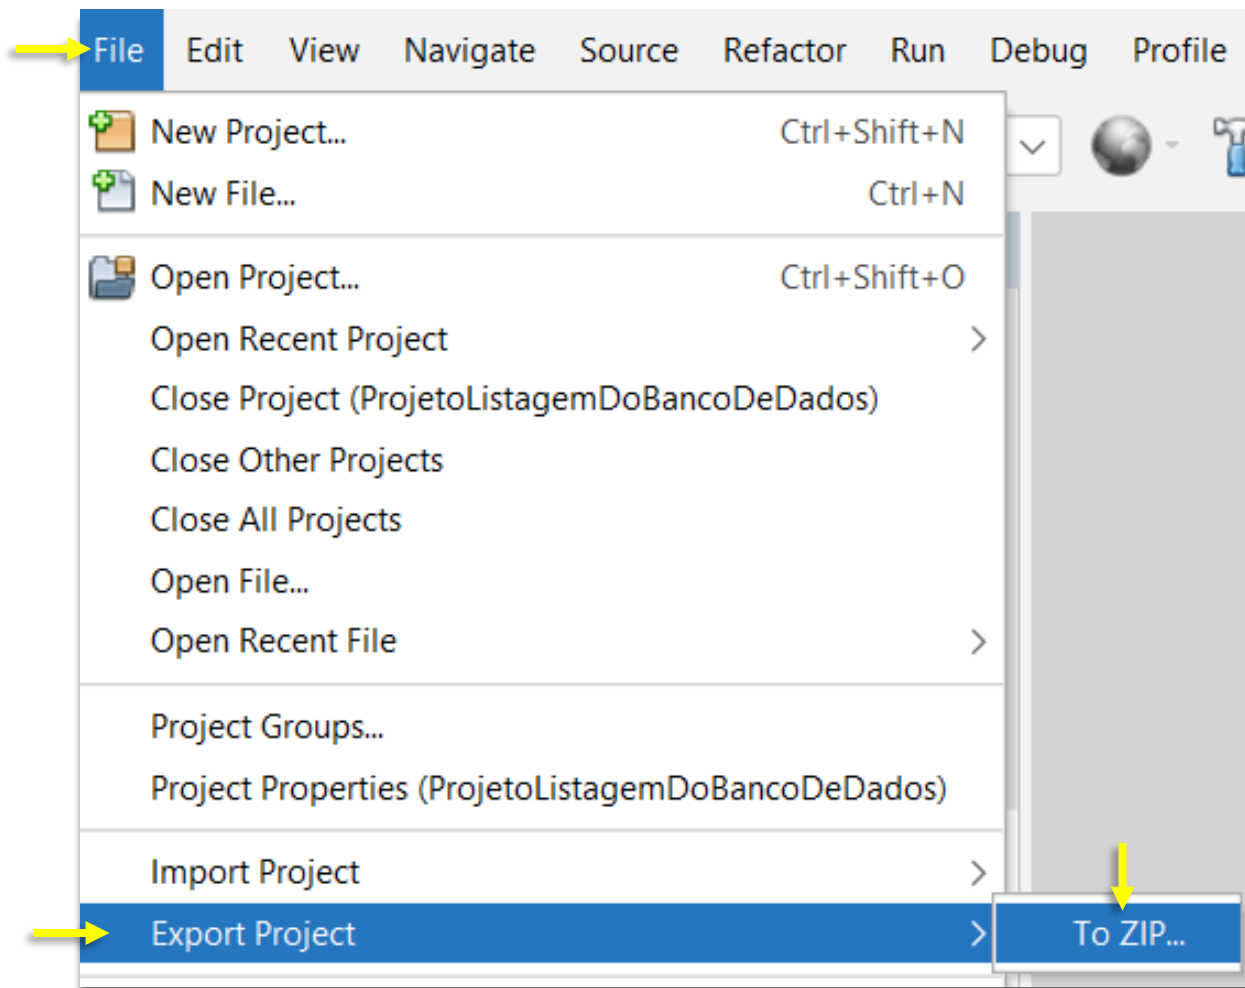 File Edit View Navigate Source Refactor Run Debug Profile
New Project... Ctrl+Shift+N
New File... Ctrl+N
Open Project... Ctrl+Shift+O
Open Recent Project
Close Project (ProjetoListagemDoBancoDeDados)
Close Other Projects
Close All Projects
Open File...
Open Recent File
Project Groups...
Project Properties (ProjetoListagemDoBancoDeDados)
Import Project
Export Project To ZIP...